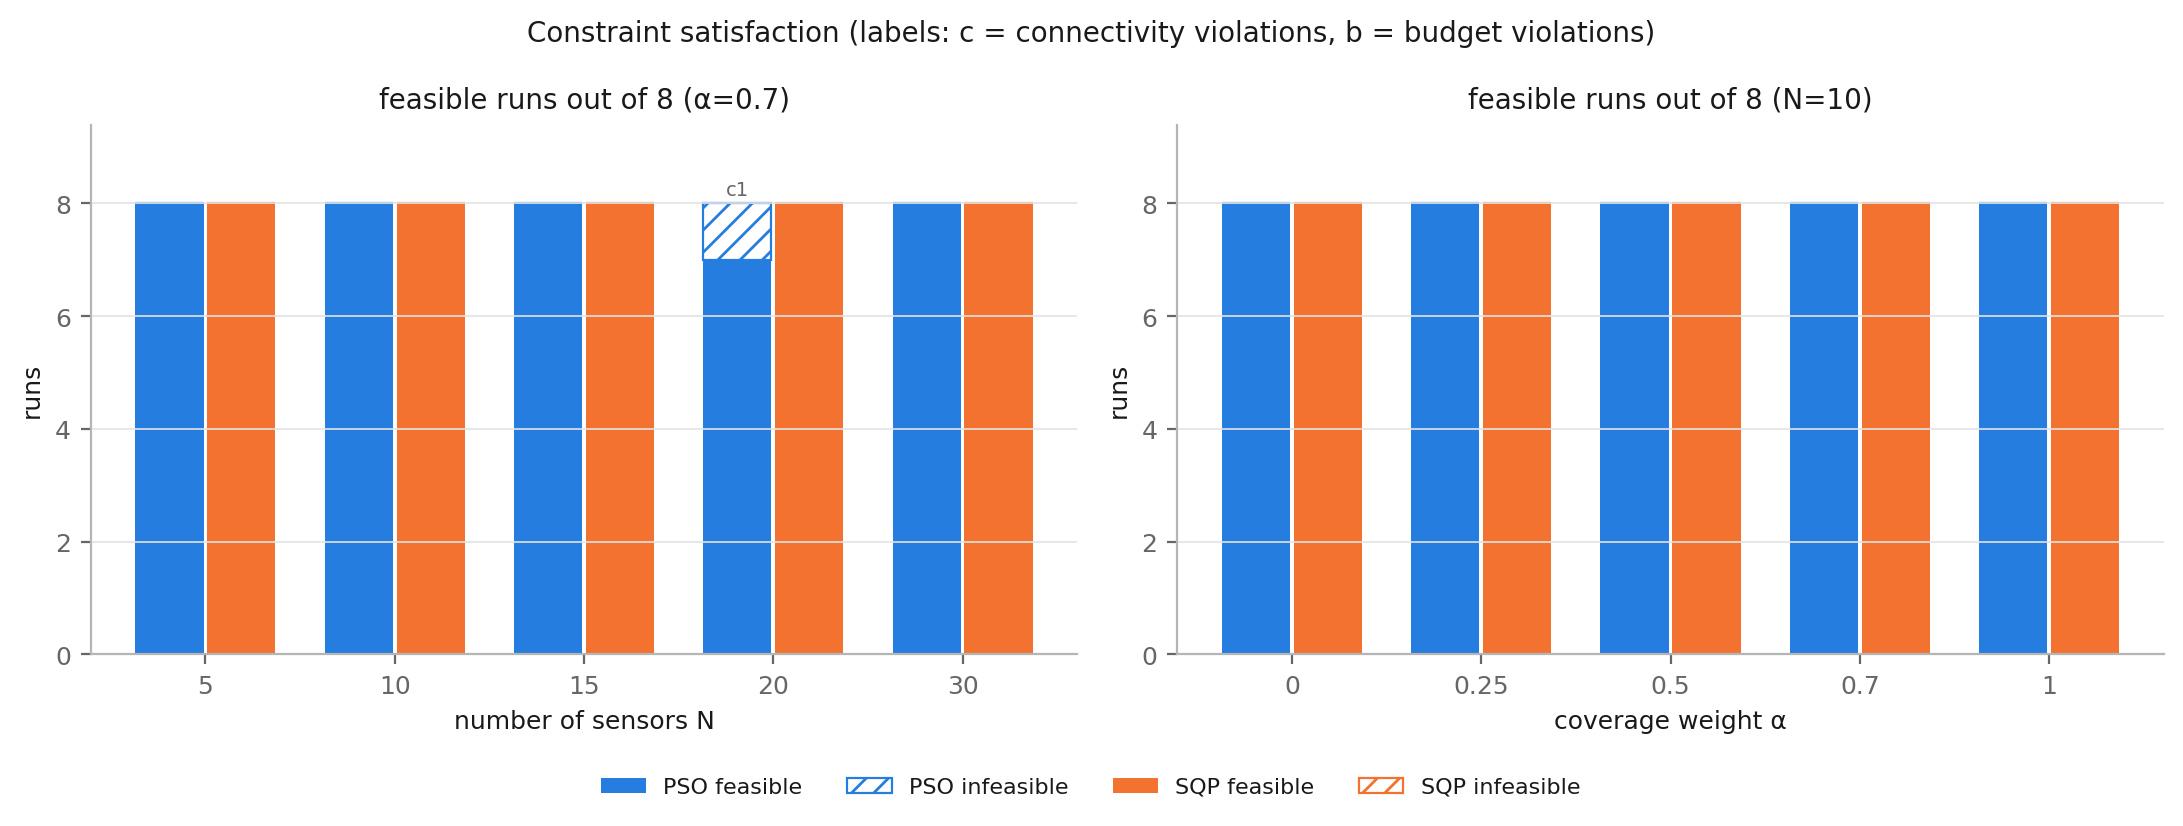 Constraint satisfaction (labels: c = connectivity violations, b = budget violations)
feasible runs out of 8 (α=0.7)
runs
8
6
4
2
0
c1
5 10 15 20 30
number of sensors N
feasible runs out of 8 (N=10)
runs
8
6
4
2
0
0 0.25 0.5 0.7 1
coverage weight α
PSO feasible PSO infeasible SQP feasible SQP infeasible